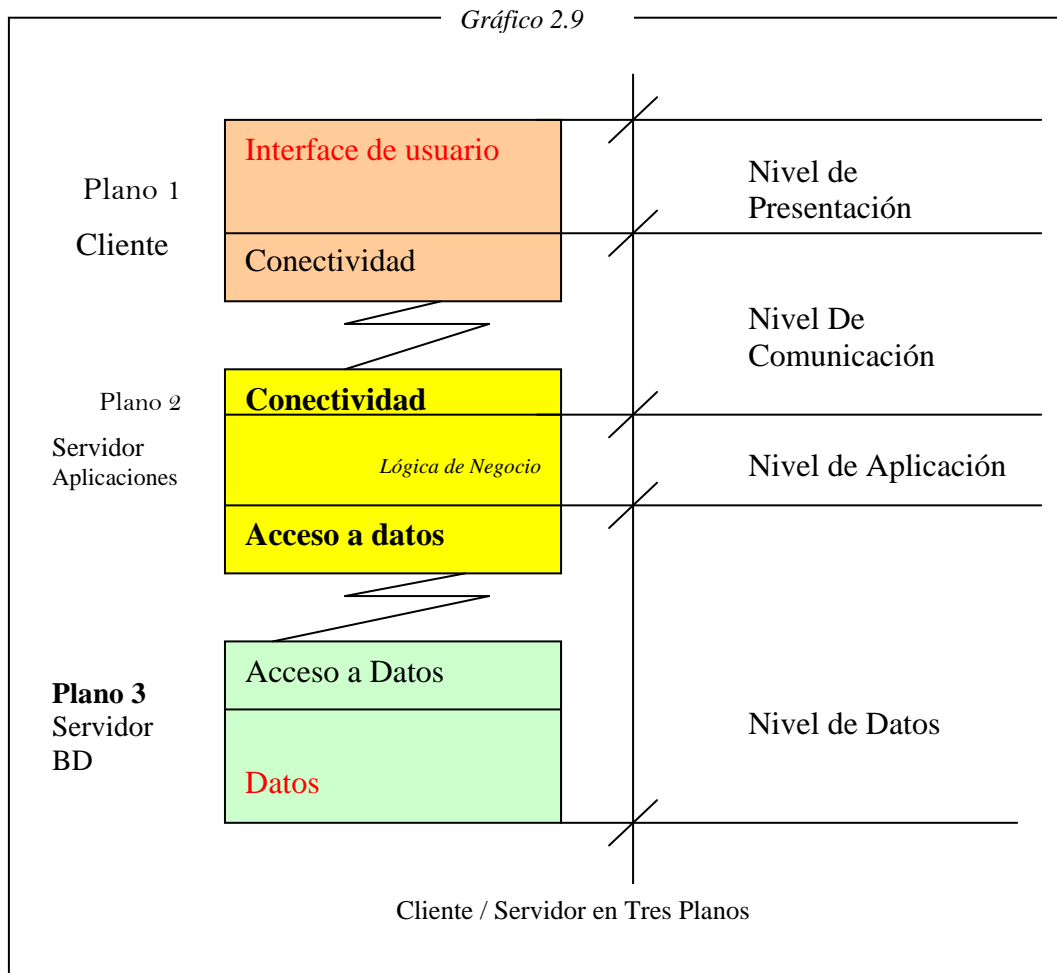 Gráfico 2.9
Interface de usuario
Plano 1
Cliente
Conectividad
Nivel de
Presentación
Nivel De
Comunicación
Plano 2
Servidor
Aplicaciones
Conectividad
Lógica de Negocio
Acceso a datos
Nivel de Aplicación
Plano 3
Servidor
BD
Acceso a Datos
Datos
Nivel de Datos
Cliente / Servidor en Tres Planos